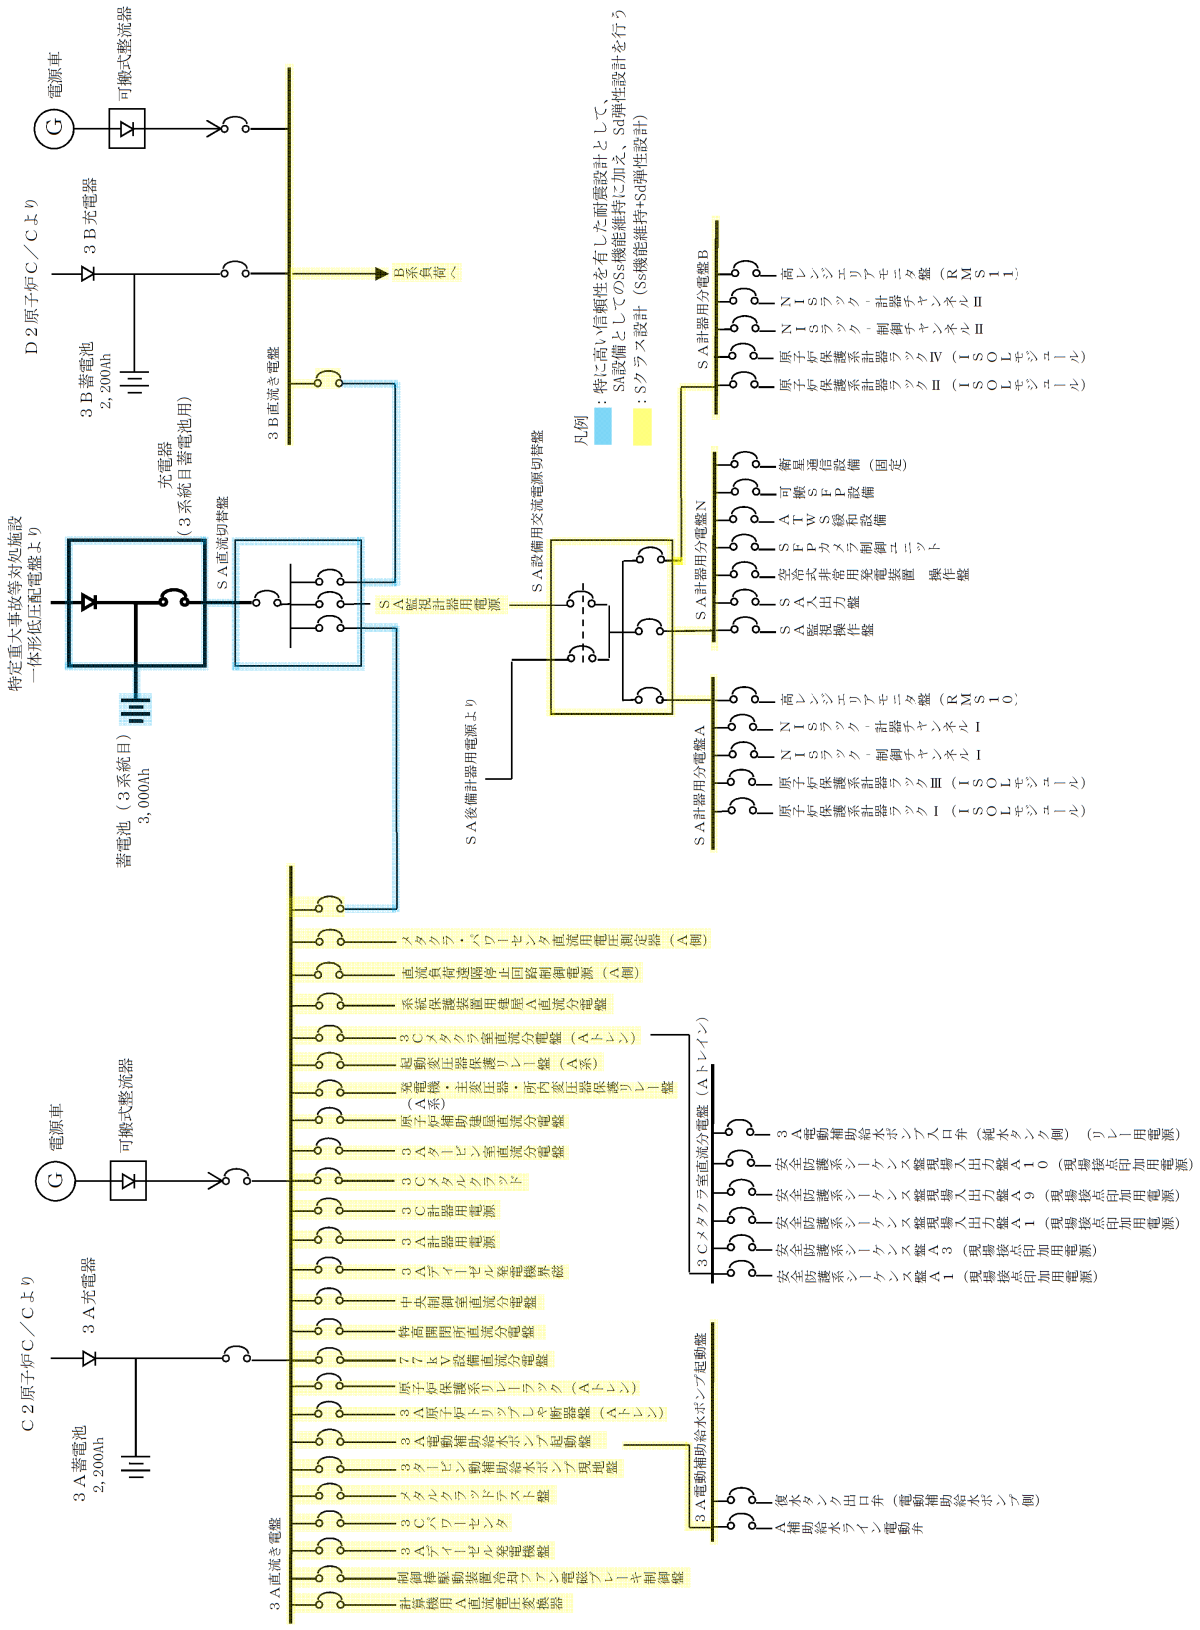 C2原子炉C/Cより
3A充電器
3A蓄電池
2,200Ah
電源車
G
可搬式整流器
3A直流き電盤
計算機用A直流電圧変換器
制御棒駆動装置冷却ファン電磁ブレーキ制御盤
3Aディーゼル発電機盤
3Cパワーセンタ
メタルクラッドテスト盤
3タービン動補助給水ポンプ現地盤
3A電動補助給水ポンプ起動盤
3A原子炉トリップしゃ断器盤(Aトレン)
原子炉保護系リレーラック(Aトレン)
77kV設備直流分電盤
特高開閉所直流分電盤
中央制御室直流分電盤
3Aディーゼル発電機界磁
3A計器用電源
3C計器用電源
3Cメタルクラッド
3Aタービン室直流分電盤
原子炉補助建屋直流分電盤
発電機・主変圧器・所内変圧器保護リレー盤
(A系)
起動変圧器保護リレー盤(A系)
3Cメタクラ室直流分電盤(Aトレン)
系統保護装置用建屋A直流分電盤
直流負荷遠隔停止回路制御電源(A側)
メタクラ・パワーセンタ直流用電圧測定器(A側)
3A電動補助給水ポンプ起動盤
A補助給水ライン電動弁
復水タンク出口弁(電動補助給水ポンプ側)
3Cメタクラ室直流分電盤(Aトレイン)
安全防護系シーケンス盤A1(現場接点印加用電源)
安全防護系シーケンス盤A3(現場接点印加用電源)
安全防護系シーケンス盤現場入出力盤A1(現場接点印加用電源)
安全防護系シーケンス盤現場入出力盤A9(現場接点印加用電源)
安全防護系シーケンス盤現場入出力盤A10(現場接点印加用電源)
3A電動補助給水ポンプ入口弁(純水タンク側)(リレー用電源)
特定重大事故等対処施設
一体形低圧配電盤より
蓄電池(3系統目)
3,000Ah
充電器
(3系統目蓄電池用)
SA直流切替盤
SA監視計器用電源
SA後備計器用電源より
SA設備用交流電源切替盤
SA計器用分電盤A
原子炉保護系計器ラックⅠ(ISOLモジュール)
原子炉保護系計器ラックⅢ(ISOLモジュール)
NISラック-制御チャンネルⅠ
NISラック-計器チャンネルⅠ
高レンジエリアモニタ盤(RMS10)
SA計器用分電盤N
SA監視操作盤
SA入出力盤
空冷式非常用発電装置 操作盤
SFPカメラ制御ユニット
ATWS緩和設備
可搬SFP設備
衛星通信設備(固定)
SA計器用分電盤B
原子炉保護系計器ラックⅡ(ISOLモジュール)
原子炉保護系計器ラックⅣ(ISOLモジュール)
NISラック-制御チャンネルⅡ
NISラック-計器チャンネルⅡ
高レンジエリアモニタ盤(RMS11)
D2原子炉C/Cより
3B充電器
3B蓄電池
2,200Ah
電源車
G
可搬式整流器
3B直流き電盤
B系負荷へ
凡例
:特に高い信頼性を有した耐震設計として、
SA設備としてのSs機能維持に加え、Sd弾性設計を行う
:Sクラス設計(Ss機能維持+Sd弾性設計)